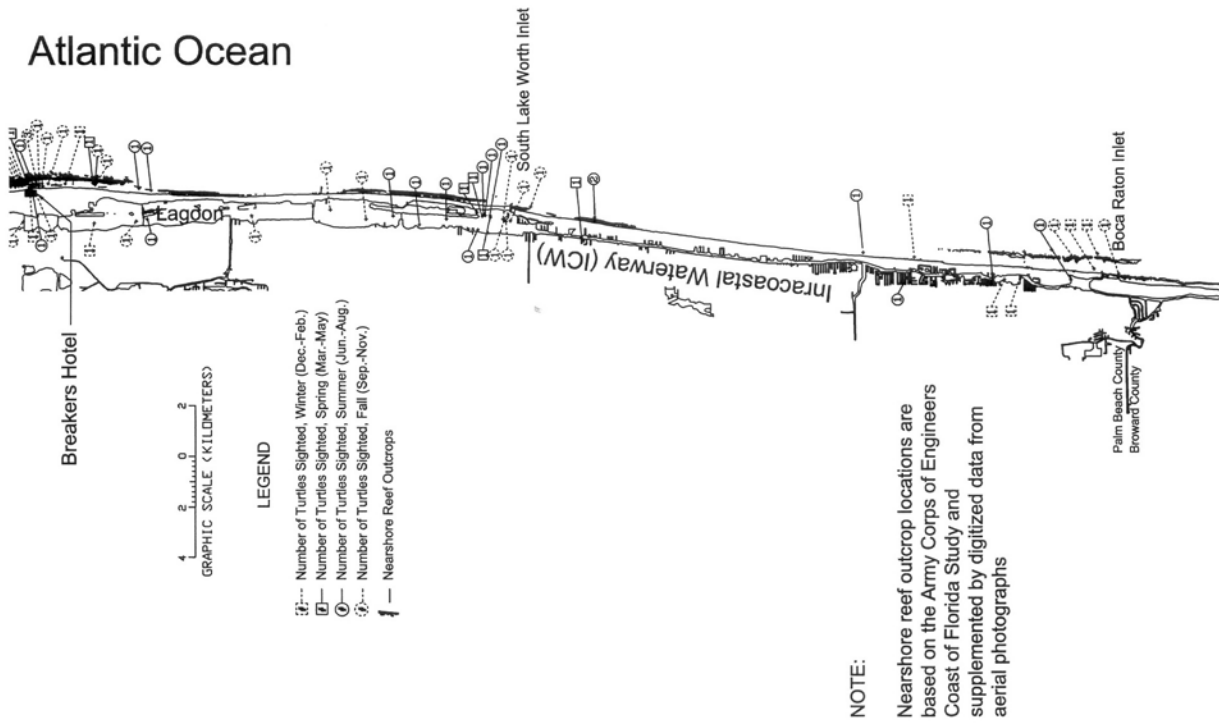 Atlantic Ocean
South Lake Worth Inlet
Lagoon
Inracoastal Waterway (ICW)
Boca Raton Inlet
Breakers Hotel
4 2 0 2
GRAPHIC SCALE (KILOMETERS)
LEGEND
# Number of Turtles Sighted, Winter (Dec.-Feb.)
# Number of Turtles Sighted, Spring (Mar.-May)
# Number of Turtles Sighted, Summer (Jun.-Aug.)
# Number of Turtles Sighted, Fall (Sep.-Nov.)
Nearshore Reef Outcrops
Palm Beach County
Broward County
NOTE:
Nearshore reef outcrop locations are
based on the Army Corps of Engineers
Coast of Florida Study and
supplemented by digitized data from
aerial photographs